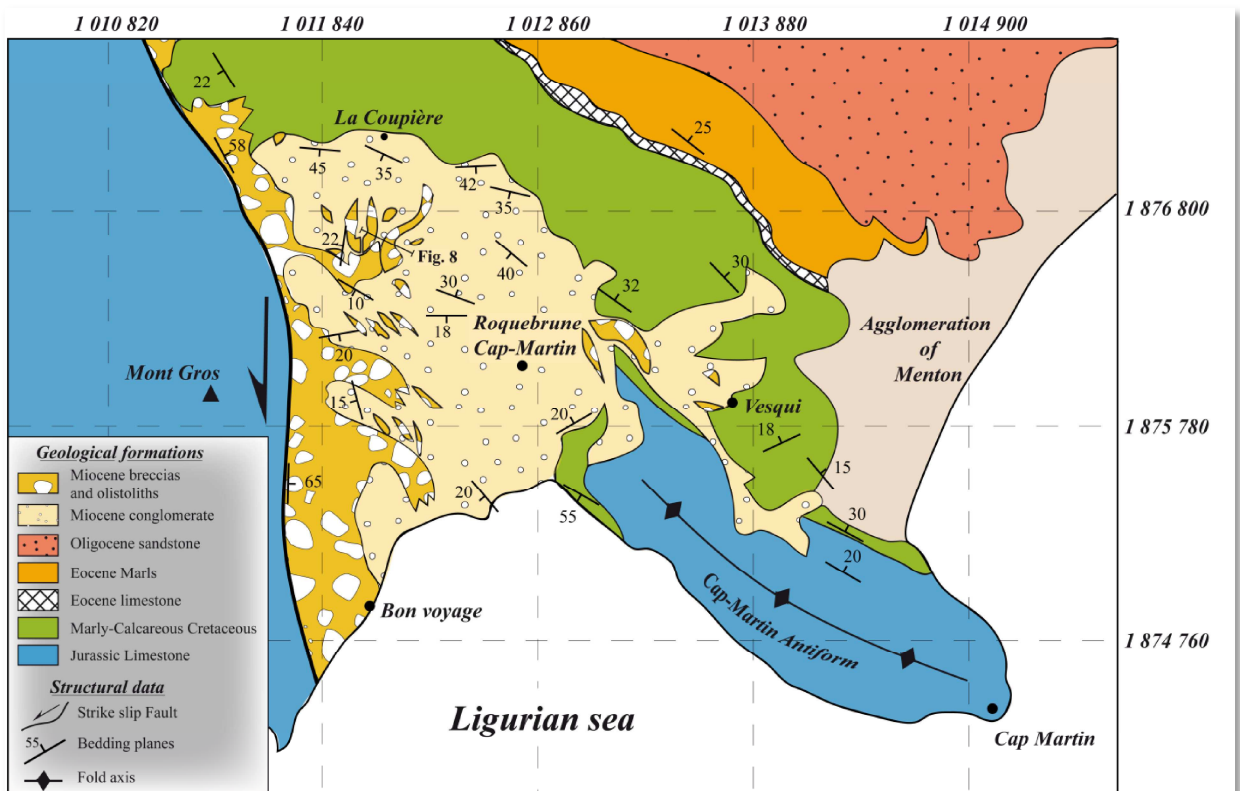 1 010 820 1 011 840 1 012 860 1 013 880 1 014 900
22
La Coupière
58
45
35
42
35
25
1 876 800
22
Fig. 8
40
30
10
30
32
18
Roquebrune
Cap-Martin
20
Agglomeration
of
Menton
Mont Gros
15
Vesqui
20
18
1 875 780
15
65
20
55
30
20
Cap-Martin Antiform
Bon voyage
1 874 760
Ligurian sea
Cap Martin
Geological formations
Miocene breccias
and olistoliths
Miocene conglomerate
Oligocene sandstone
Eocene Marls
Eocene limestone
Marly-Calcareous Cretaceous
Jurassic Limestone
Structural data
Strike slip Fault
55 Bedding planes
Fold axis